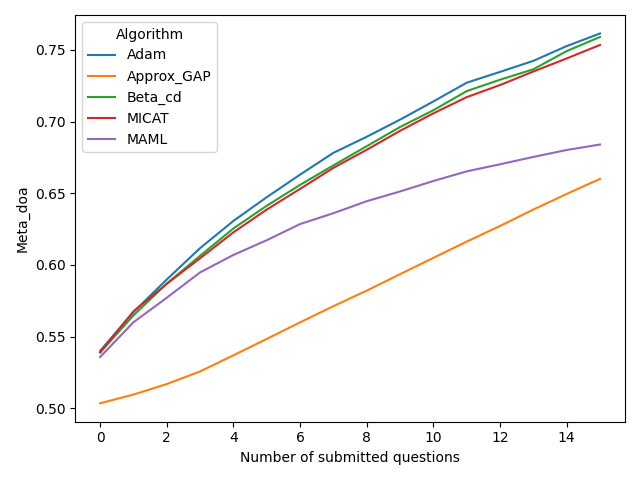 Algorithm
Adam
Approx_GAP
Beta_cd
MICAT
MAML
0.75
0.70
0.65
0.60
0.55
0.50
Meta_doa
0 2 4 6 8 10 12 14
Number of submitted questions